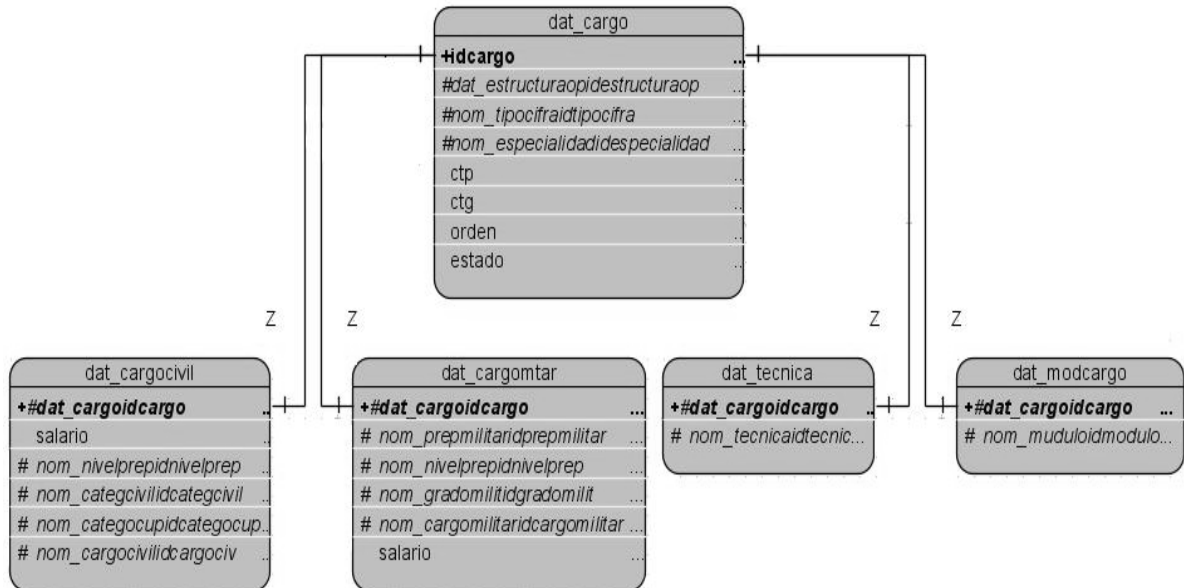 dat_cargo
+idcargo ...
#dat_estructuraopidestructuraop ...
#nom_tipocifraidtipocifra ...
#nom_especialidadidespecialidad ...
ctp ..
ctg ..
orden ..
estado ..
Z Z Z Z
dat_cargocivil
+#dat_cargoidcargo ..
salario ..
# nom_nivelprepidnivelprep ..
# nom_categcivilidcategcivil ..
# nom_categocupidcategocup..
# nom_cargocivilidcargociv ..
dat_cargomtar
+#dat_cargoidcargo ...
# nom_prepmilitaridprepmilitar ...
# nom_nivelprepidnivelprep ...
# nom_gradomilitidgradomilit ...
# nom_cargomilitaridcargomilitar ...
salario ...
dat_tecnica
+#dat_cargoidcargo ..
# nom_tecnicaidtecnic...
dat_modcargo
+#dat_cargoidcargo ...
# nom_muduloidmodulo...